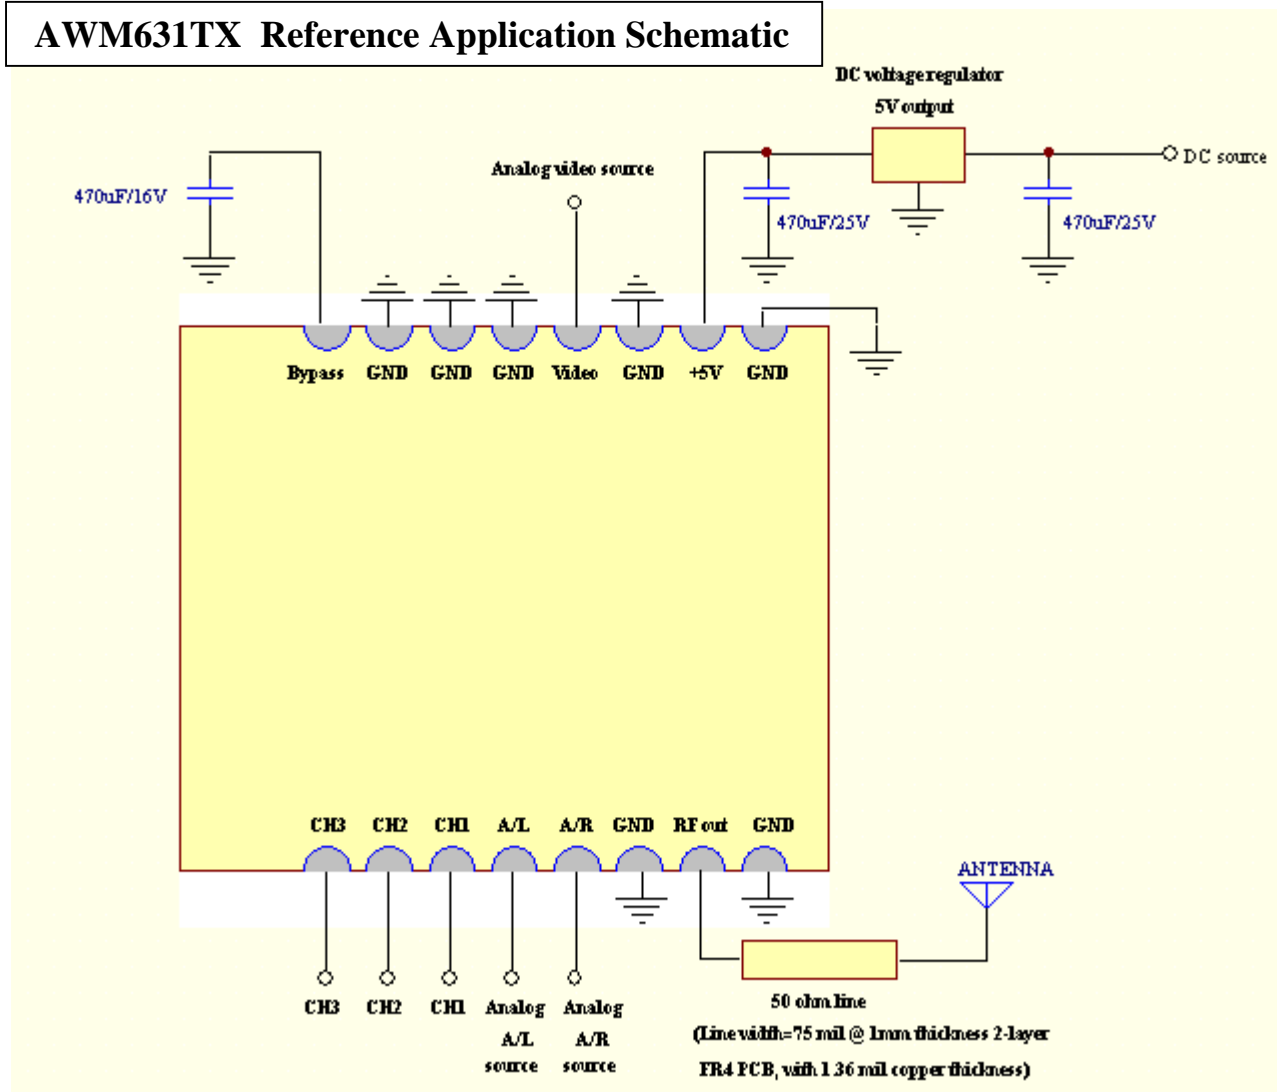 AWM631TX Reference Application Schematic
DC voltage regulator
5V output
Analog video source
DC source
470uF/16V
470uF/25V
470uF/25V
Bypass GND GND GND Video GND +5V GND
CH3 CH2 CH1 A/L A/R GND RF out GND
ANTENNA
CH3 CH2 CH1
Analog
A/L
source
Analog
A/R
source
50 ohm line
(Line width=75 mil @ 1mm thickness 2-layer
FR4 PCB, with 1.36 mil copper thickness)